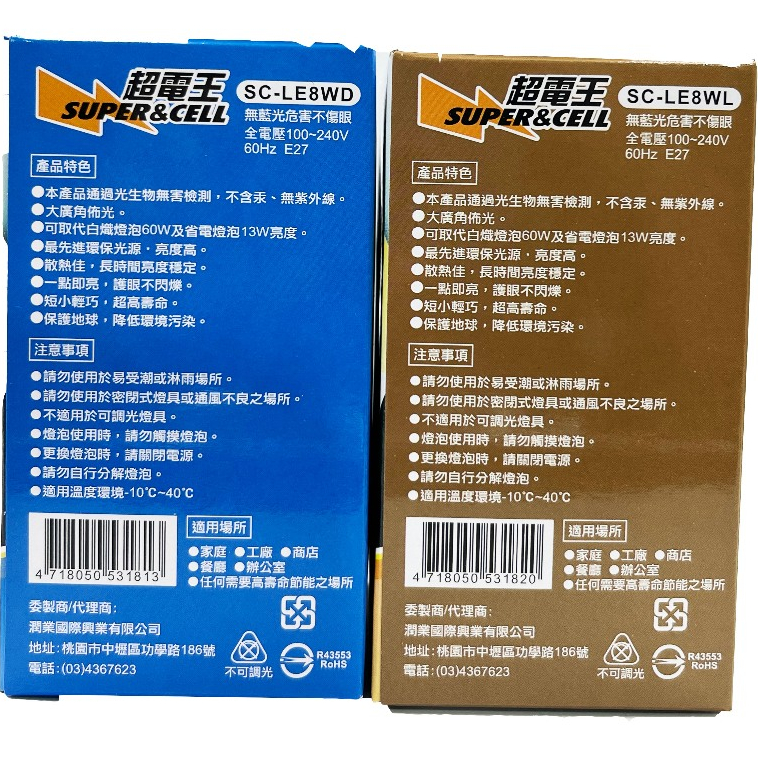 超電王
SUPER&CELL
SC-LE8WD
無藍光危害不傷眼
全電壓100~240V
60Hz E27
產品特色
●本產品通過光生物無害檢測，不含汞、無紫外線。
●大廣角佈光。
●可取代白熾燈泡60W及省電燈泡13W亮度。
●最先進環保光源，亮度高。
●散熱佳，長時間亮度穩定。
●一點即亮，護眼不閃爍。
●短小輕巧，超高壽命。
●保護地球，降低環境污染。
注意事項
●請勿使用於易受潮或淋雨場所。
●請勿使用於密閉式燈具或通風不良之場所。
●不適用於可調光燈具。
●燈泡使用時，請勿觸摸燈泡。
●更換燈泡時，請關閉電源。
●請勿自行分解燈泡。
●適用溫度環境-10℃~40℃
4 718050 531813
適用場所
●家庭 ●工廠 ●商店
●餐廳 ●辦公室
●任何需要高壽命節能之場所
委製商/代理商:
潤業國際興業有限公司
地址:桃園市中壢區功學路186號
電話:(03)4367623
不可調光
R43553
RoHS
超電王
SUPER&CELL
SC-LE8WL
無藍光危害不傷眼
全電壓100~240V
60Hz E27
產品特色
●本產品通過光生物無害檢測，不含汞、無紫外線。
●大廣角佈光。
●可取代白熾燈泡60W及省電燈泡13W亮度。
●最先進環保光源，亮度高。
●散熱佳，長時間亮度穩定。
●一點即亮，護眼不閃爍。
●短小輕巧，超高壽命。
●保護地球，降低環境污染。
注意事項
●請勿使用於易受潮或淋雨場所。
●請勿使用於密閉式燈具或通風不良之場所。
●不適用於可調光燈具。
●燈泡使用時，請勿觸摸燈泡。
●更換燈泡時，請關閉電源。
●請勿自行分解燈泡。
●適用溫度環境-10℃~40℃
4 718050 531820
適用場所
●家庭 ●工廠 ●商店
●餐廳 ●辦公室
●任何需要高壽命節能之場所
委製商/代理商:
潤業國際興業有限公司
地址:桃園市中壢區功學路186號
電話:(03)4367623
不可調光
R43553
RoHS